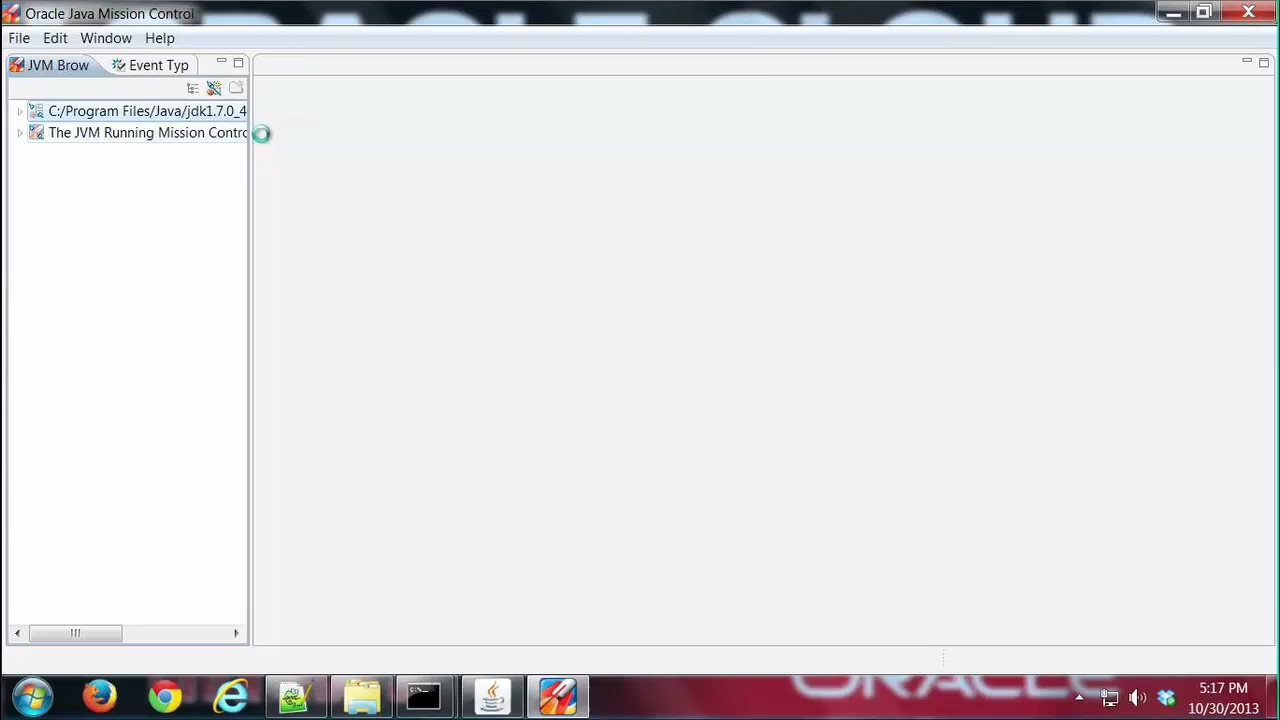 Oracle Java Mission Control
File Edit Window Help
JVM Brow Event Typ
C:/Program Files/Java/jdk1.7.0_4
The JVM Running Mission Contro
ORACLE
5:17 PM
10/30/2013